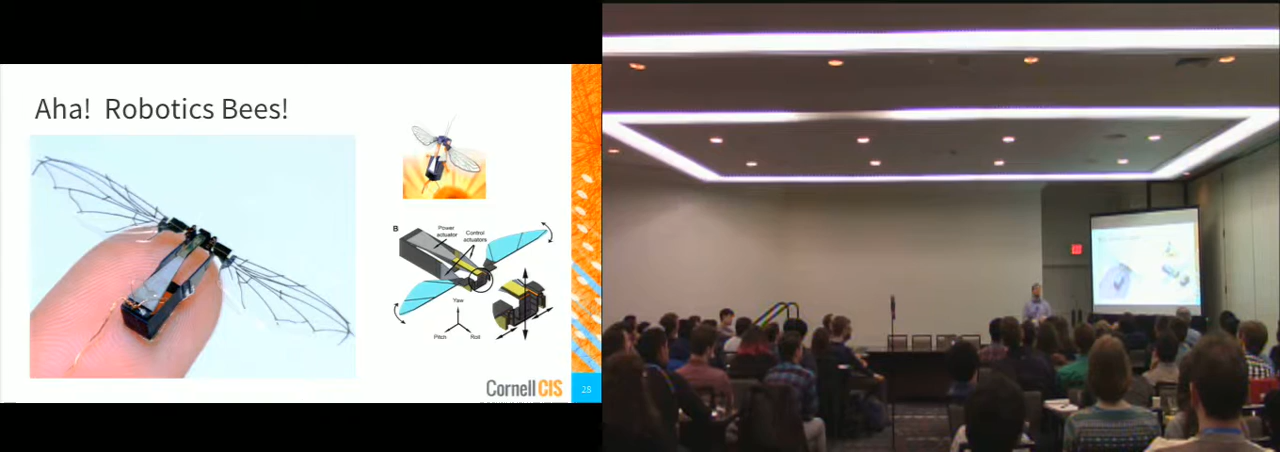 Aha! Robotics Bees!
B
Power
actuator
Control
actuators
Yaw
Pitch
Roll
Cornell CIS
28